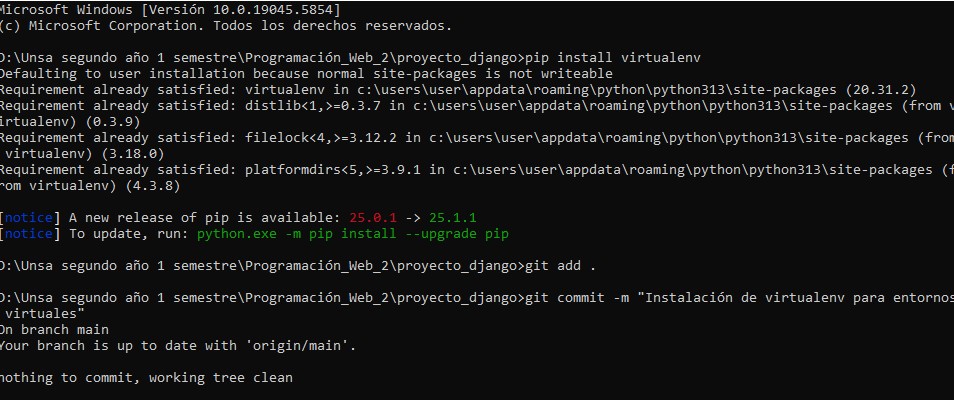 Microsoft Windows [Versión 10.0.19045.5854]
(c) Microsoft Corporation. Todos los derechos reservados.
D:\Unsa segundo año 1 semestre\Programación_Web_2\proyecto_django>pip install virtualenv
Defaulting to user installation because normal site-packages is not writeable
Requirement already satisfied: virtualenv in c:\users\user\appdata\roaming\python\python313\site-packages (20.31.2)
Requirement already satisfied: distlib<1,>=0.3.7 in c:\users\user\appdata\roaming\python\python313\site-packages (from v
irtualenv) (0.3.9)
Requirement already satisfied: filelock<4,>=3.12.2 in c:\users\user\appdata\roaming\python\python313\site-packages (from
 virtualenv) (3.18.0)
Requirement already satisfied: platformdirs<5,>=3.9.1 in c:\users\user\appdata\roaming\python\python313\site-packages (f
rom virtualenv) (4.3.8)
[notice] A new release of pip is available: 25.0.1 -> 25.1.1
[notice] To update, run: python.exe -m pip install --upgrade pip
D:\Unsa segundo año 1 semestre\Programación_Web_2\proyecto_django>git add .
D:\Unsa segundo año 1 semestre\Programación_Web_2\proyecto_django>git commit -m "Instalación de virtualenv para entornos
 virtuales"
On branch main
Your branch is up to date with 'origin/main'.
nothing to commit, working tree clean